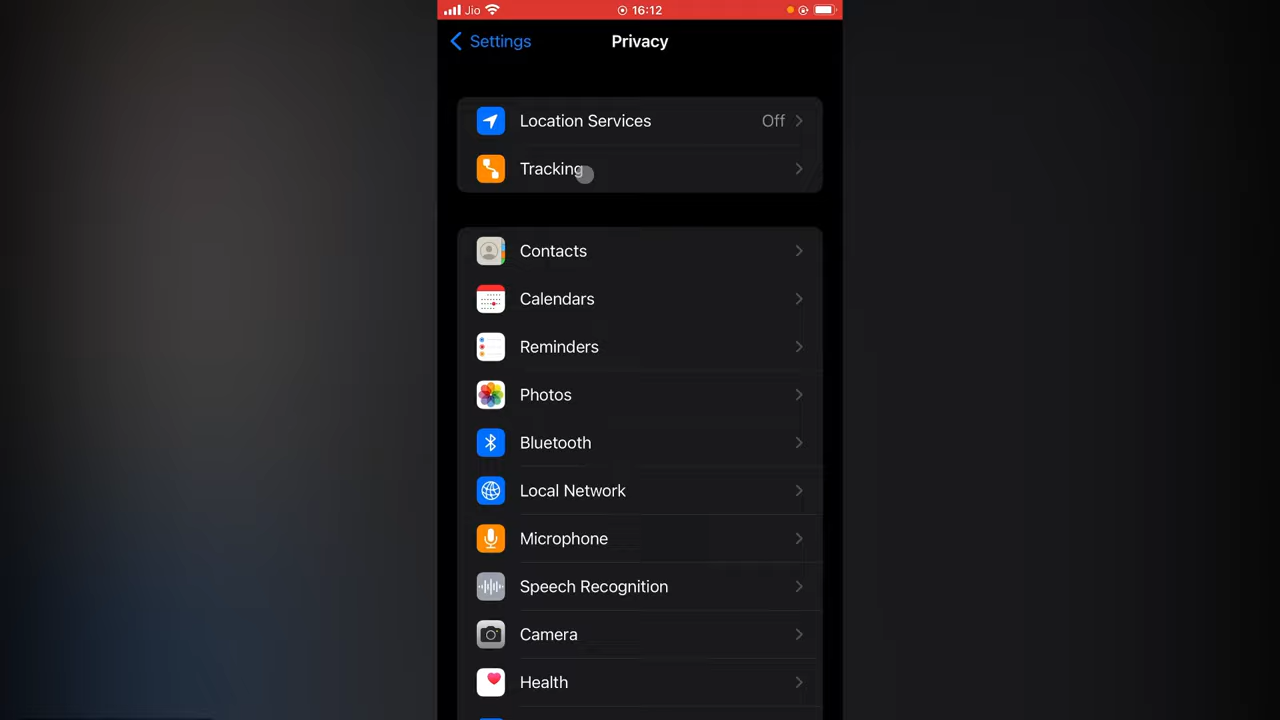 Jio 16:12
Settings Privacy
Location Services Off
Tracking
Contacts
Calendars
Reminders
Photos
Bluetooth
Local Network
Microphone
Speech Recognition
Camera
Health